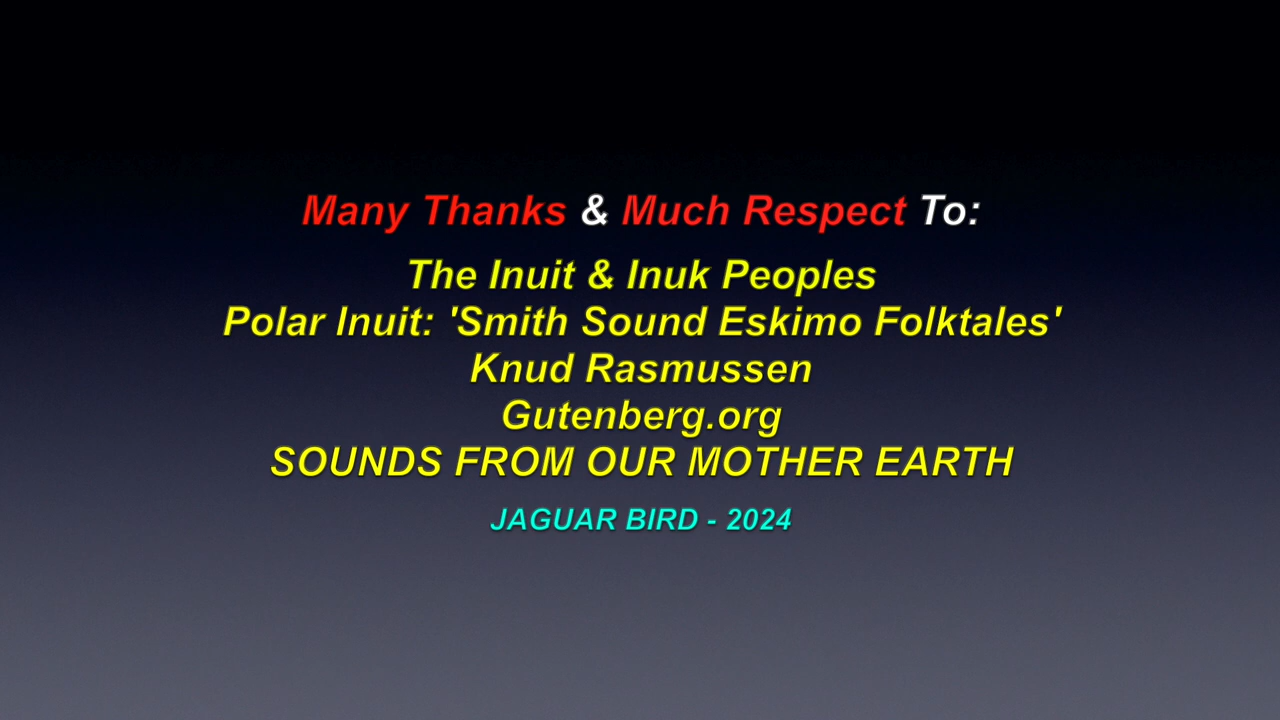 Many Thanks & Much Respect To:
The Inuit & Inuk Peoples
Polar Inuit: 'Smith Sound Eskimo Folktales'
Knud Rasmussen
Gutenberg.org
SOUNDS FROM OUR MOTHER EARTH
JAGUAR BIRD - 2024